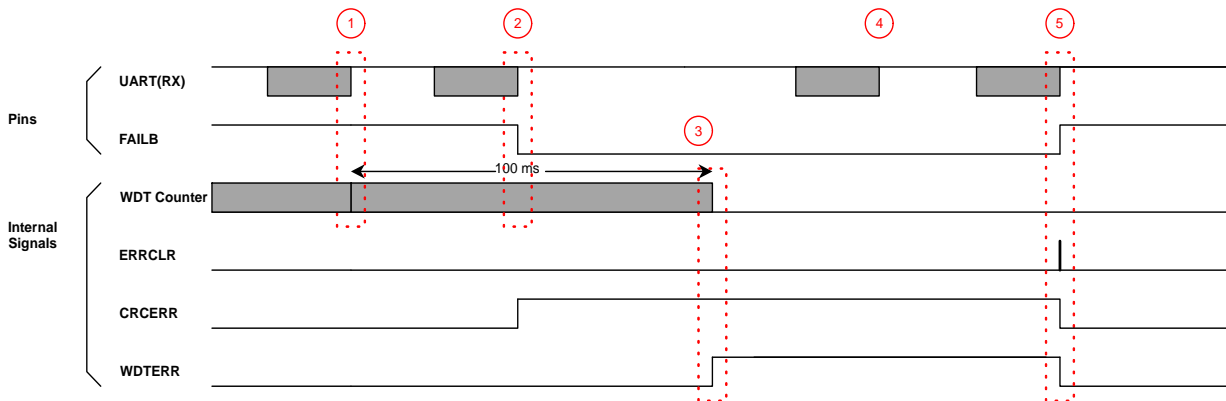 1
2
4
5
UART(RX)
Pins
FAILB
3
100 ms
WDT Counter
Internal
Signals
ERRCLR
CRCERR
WDTERR